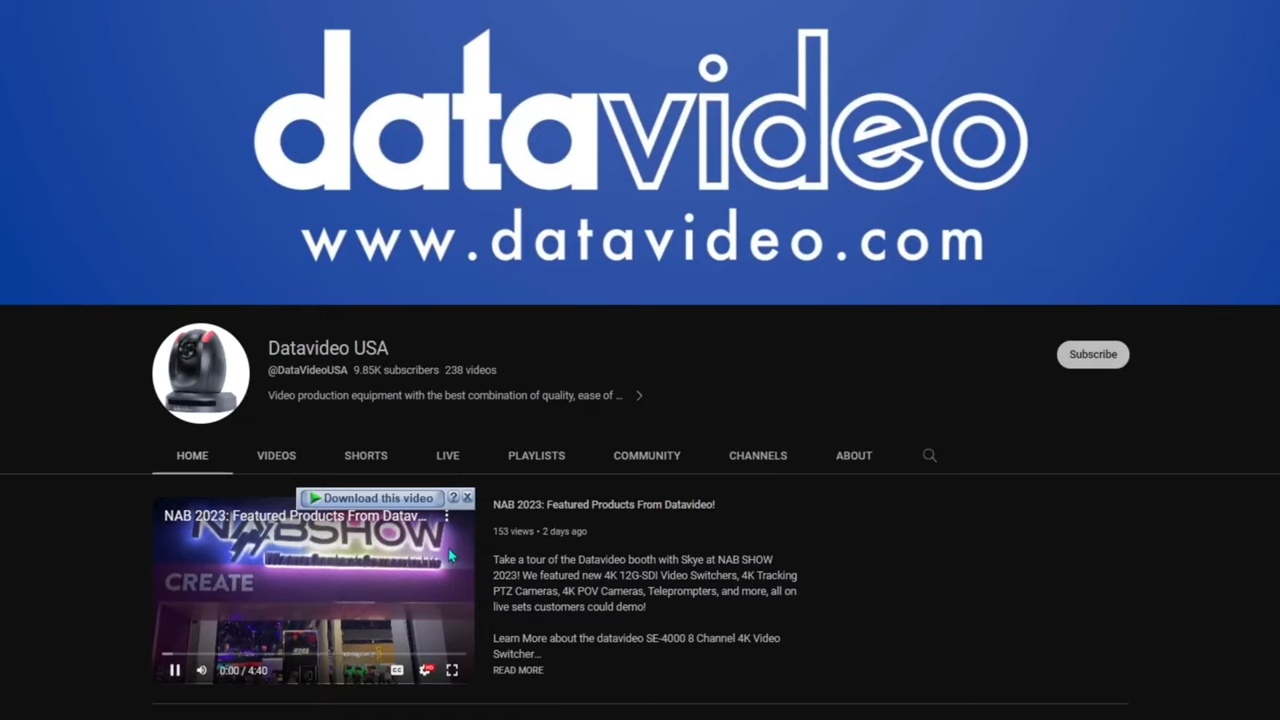 datavideo
www.datavideo.com
Datavideo USA
Subscribe
@DataVideoUSA 9.85K subscribers 238 videos
Video production equipment with the best combination of quality, ease of ...
HOME VIDEOS SHORTS LIVE PLAYLISTS COMMUNITY CHANNELS ABOUT
Download this video ? X
NAB 2023: Featured Products From Datav...
NABSHOW
CREATE
0:00 / 4:40
CC
HD
NAB 2023: Featured Products From Datavideo!
153 views • 2 days ago
Take a tour of the Datavideo booth with Skye at NAB SHOW
2023! We featured new 4K 12G-SDI Video Switchers, 4K Tracking
PTZ Cameras, 4K POV Cameras, Teleprompters, and more, all on
live sets customers could demo!
Learn More about the datavideo SE-4000 8 Channel 4K Video
Switcher...
READ MORE